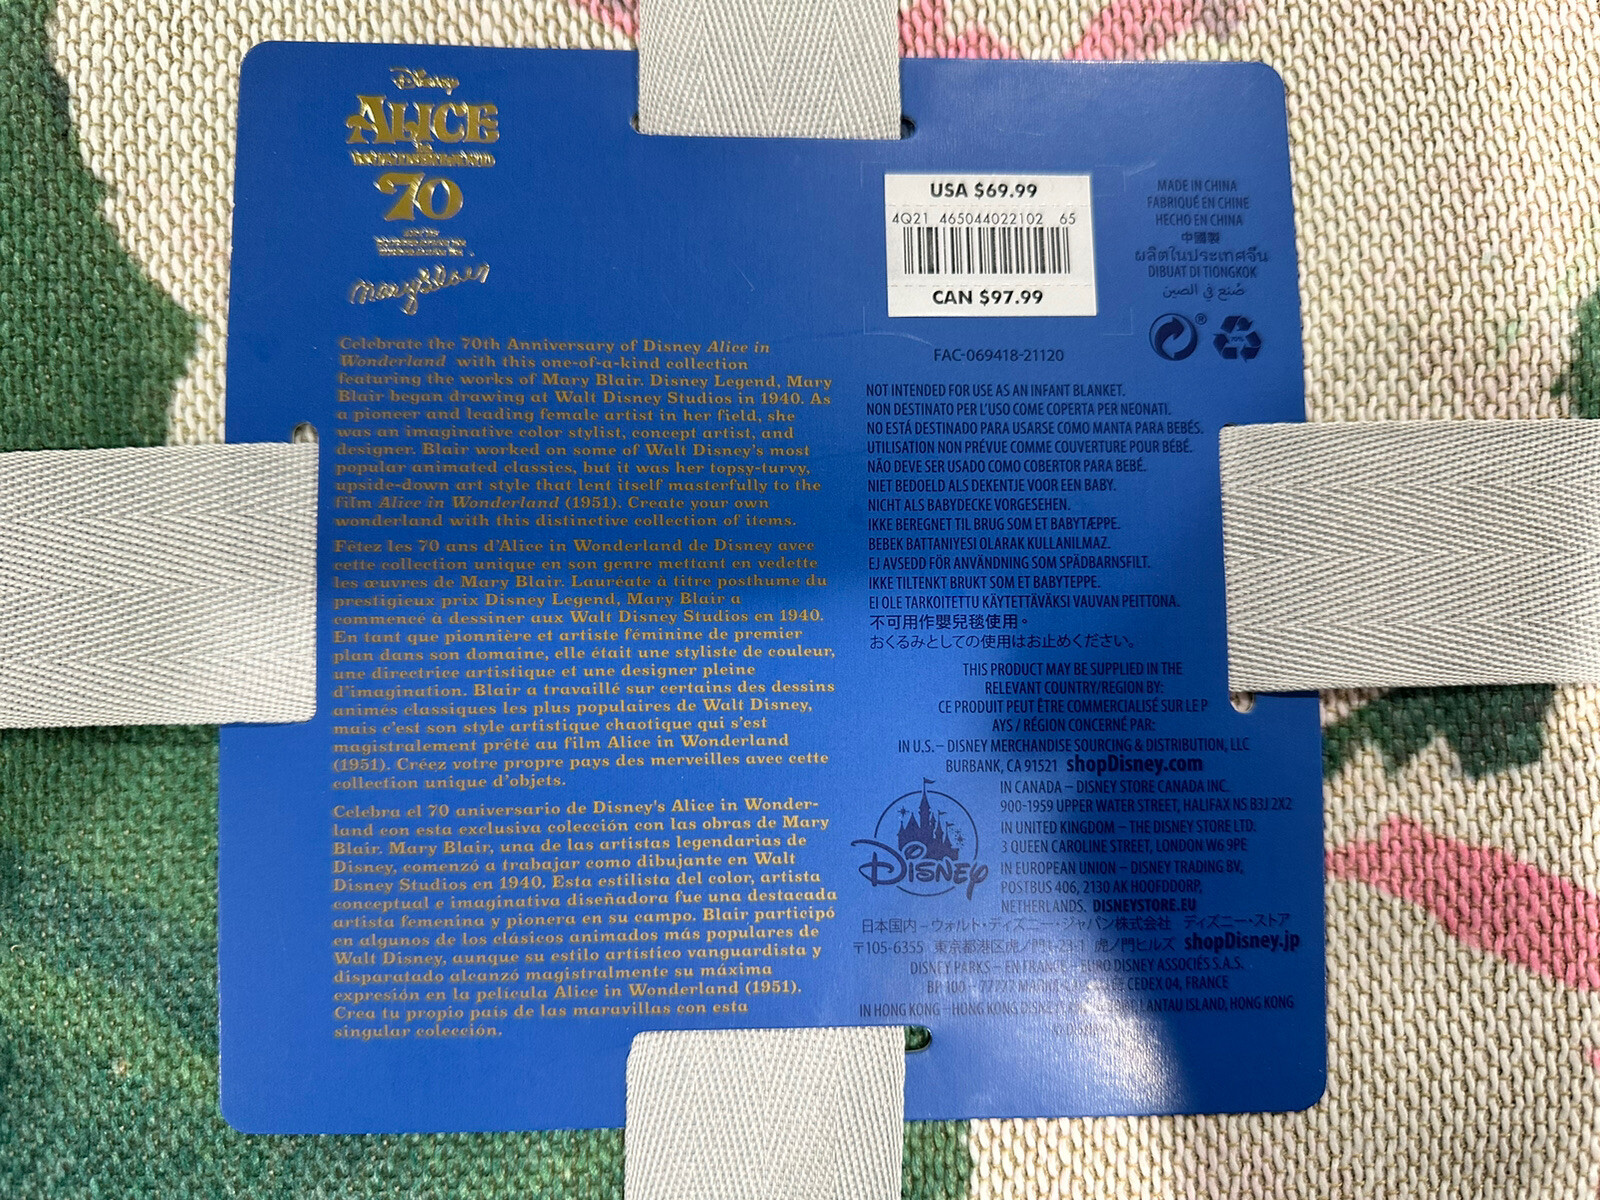 Disney
ALICE
IN
WONDERLAND
70
Mary Blair
Celebrate the 70th Anniversary of Disney Alice in
Wonderland with this one-of-a-kind collection
featuring the works of Mary Blair. Disney Legend, Mary
Blair began drawing at Walt Disney Studios in 1940. As
a pioneer and leading female artist in her field, she
was an imaginative color stylist, concept artist, and
designer. Blair worked on some of Walt Disney's most
popular animated classics, but it was her topsy-turvy,
upside-down art style that lent itself masterfully to the
film Alice in Wonderland (1951). Create your own
wonderland with this distinctive collection of items.
Fêtez les 70 ans d'Alice in Wonderland de Disney avec
cette collection unique en son genre mettant en vedette
les œuvres de Mary Blair. Lauréate à titre posthume du
prestigieux prix Disney Legend, Mary Blair a
commencé à dessiner aux Walt Disney Studios en 1940.
En tant que pionnière et artiste féminine de premier
plan dans son domaine, elle était une styliste de couleur,
une directrice artistique et une designer pleine
d'imagination. Blair a travaillé sur certains des dessins
animés classiques les plus populaires de Walt Disney,
mais c'est son style artistique chaotique qui s'est
magistralement prêté au film Alice in Wonderland
(1951). Créez votre propre pays des merveilles avec cette
collection unique d'objets.
Celebra el 70 aniversario de Disney's Alice in Wonder-
land con esta exclusiva colección con las obras de Mary
Blair. Mary Blair, una de las artistas legendarias de
Disney, comenzó a trabajar como dibujante en Walt
Disney Studios en 1940. Esta estilista del color, artista
conceptual e imaginativa diseñadora fue una destacada
artista femenina y pionera en su campo. Blair participó
en algunos de los clásicos animados más populares de
Walt Disney, aunque su estilo artístico vanguardista y
disparatado alcanzó magistralmente su máxima
expresión en la película Alice in Wonderland (1951).
Crea tu propio país de las maravillas con esta
singular colección.
USA $69.99
4Q21 465044022102 65
CAN $97.99
MADE IN CHINA
FABRIQUÉ EN CHINE
HECHO EN CHINA
中國製
ผลิตในประเทศจีน
DIBUAT DI TIONGKOK
صُنع في الصين
FAC-069418-21120
NOT INTENDED FOR USE AS AN INFANT BLANKET.
NON DESTINATO PER L'USO COME COPERTA PER NEONATI.
NO ESTÁ DESTINADO PARA USARSE COMO MANTA PARA BEBÉS.
UTILISATION NON PRÉVUE COMME COUVERTURE POUR BÉBÉ.
NÃO DEVE SER USADO COMO COBERTOR PARA BEBÉ.
NIET BEDOELD ALS DEKENTJE VOOR EEN BABY.
NICHT ALS BABYDECKE VORGESEHEN.
IKKE BEREGNET TIL BRUG SOM ET BABYTÆPPE.
BEBEK BATTANIYESI OLARAK KULLANILMAZ.
EJ AVSEDD FÖR ANVÄNDNING SOM SPÄDBARNSFILT.
IKKE TILTENKT BRUKT SOM ET BABYTEPPE.
EI OLE TARKOITETTU KÄYTETTÄVÄKSI VAUVAN PEITTONA.
不可用作嬰兒毯使用。
おくるみとしての使用はお止めください。
THIS PRODUCT MAY BE SUPPLIED IN THE
RELEVANT COUNTRY/REGION BY:
CE PRODUIT PEUT ÊTRE COMMERCIALISÉ SUR LE P
AYS / RÉGION CONCERNÉ PAR:
IN U.S. – DISNEY MERCHANDISE SOURCING & DISTRIBUTION, LLC
BURBANK, CA 91521 shopDisney.com
IN CANADA – DISNEY STORE CANADA INC.
900-1959 UPPER WATER STREET, HALIFAX NS B3J 2X2
IN UNITED KINGDOM – THE DISNEY STORE LTD.
3 QUEEN CAROLINE STREET, LONDON W6 9PE
IN EUROPEAN UNION – DISNEY TRADING BV,
POSTBUS 406, 2130 AK HOOFDDORP,
NETHERLANDS. DISNEYSTORE.EU
DISNEY
日本国内 – ウォルト・ディズニー・ジャパン株式会社 ディズニー・ストア
〒105-6355 東京都港区虎ノ門1-23-1 虎ノ門ヒルズ shopDisney.jp
DISNEY PARKS – EN FRANCE – EURO DISNEY ASSOCIÉS S.A.S.
BP 100 – 77777 CEDEX 04, FRANCE
IN HONG KONG – HONG KONG LANTAU ISLAND, HONG KONG